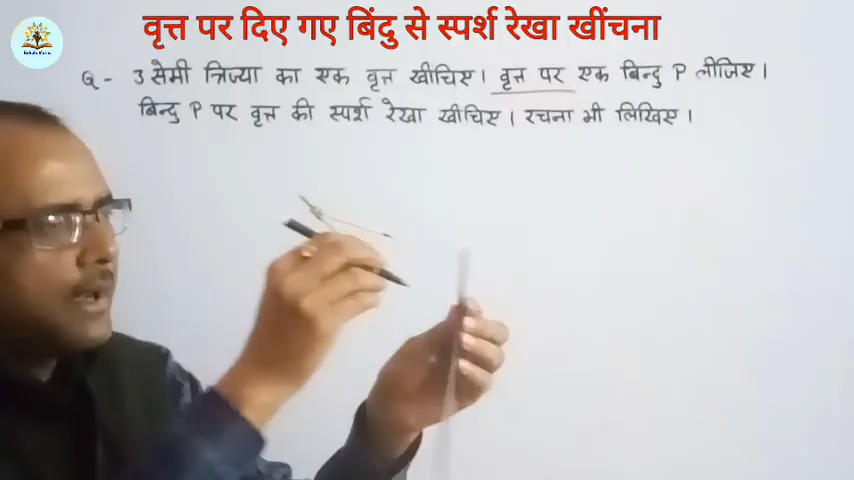 वृत्त पर दिए गए बिंदु से स्पर्श रेखा खींचना
Q - 3 सेमी त्रिज्या का एक वृत्त खीचिए। वृत्त पर एक बिन्दु P लीजिए।
बिन्दु P पर वृत्त की स्पर्श रेखा खीचिए। रचना भी लिखिए।